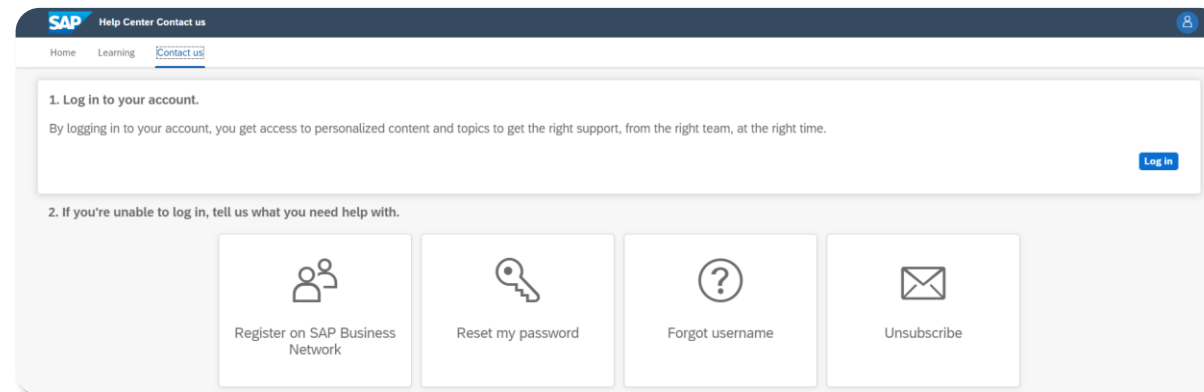 SAP Help Center Contact us
Home Learning Contact us
1. Log in to your account.
By logging in to your account, you get access to personalized content and topics to get the right support, from the right team, at the right time.
Log in
2. If you're unable to log in, tell us what you need help with.
Register on SAP Business
Network
Reset my password
Forgot username
Unsubscribe